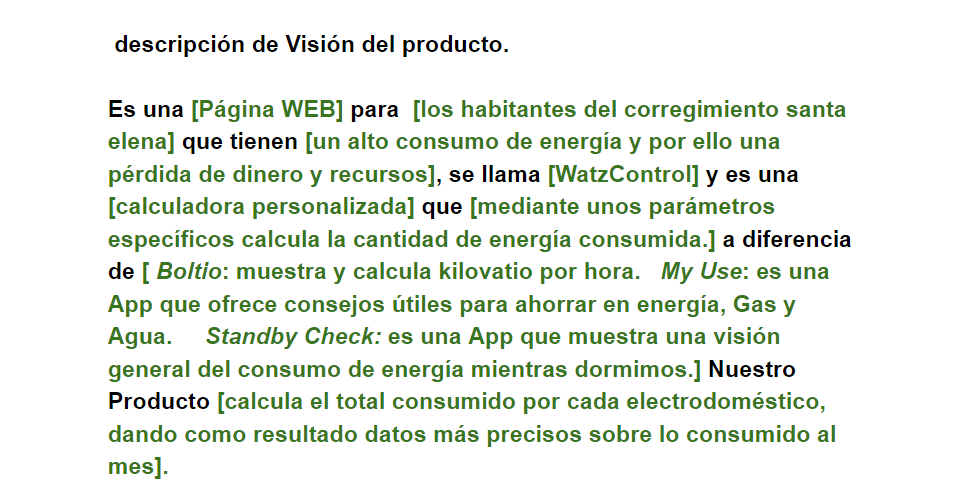 descripción de Visión del producto.
Es una [Página WEB] para [los habitantes del corregimiento santa
elena] que tienen [un alto consumo de energía y por ello una
pérdida de dinero y recursos], se llama [WatzControl] y es una
[calculadora personalizada] que [mediante unos parámetros
específicos calcula la cantidad de energía consumida.] a diferencia
de [ Boltio: muestra y calcula kilovatio por hora. My Use: es una
App que ofrece consejos útiles para ahorrar en energía, Gas y
Agua. Standby Check: es una App que muestra una visión
general del consumo de energía mientras dormimos.] Nuestro
Producto [calcula el total consumido por cada electrodoméstico,
dando como resultado datos más precisos sobre lo consumido al
mes].